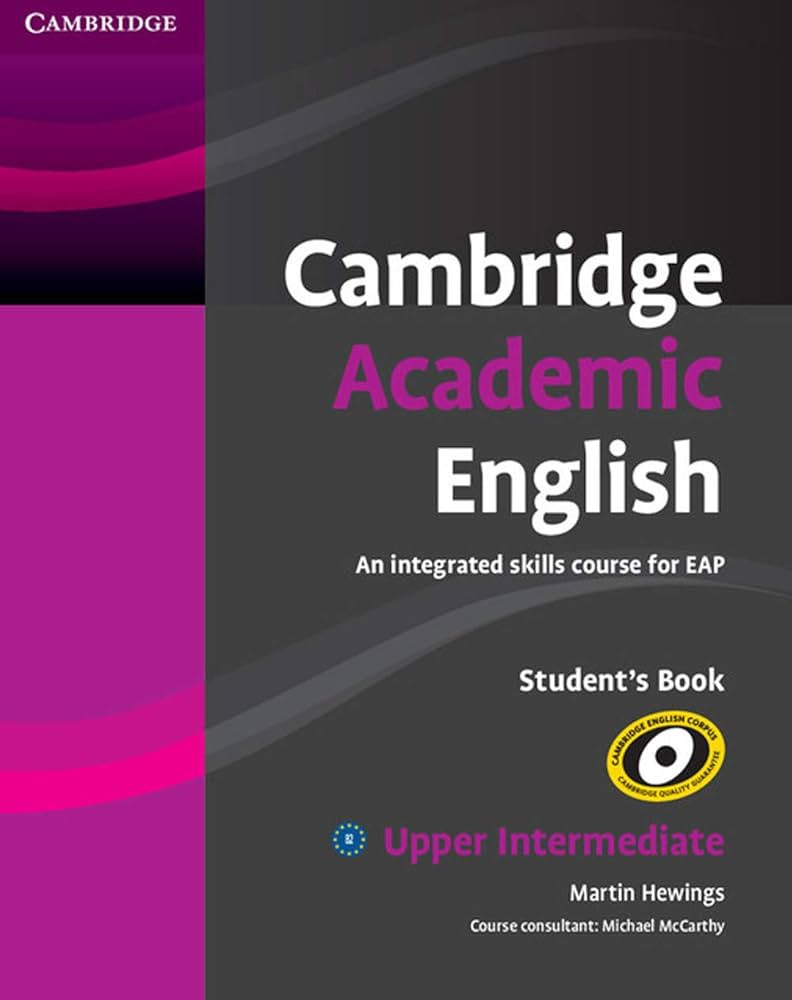 CAMBRIDGE
Cambridge
Academic
English
An integrated skills course for EAP
Student's Book
CAMBRIDGE ENGLISH CORPUS
CAMBRIDGE QUALITY GUARANTEE
B2
Upper Intermediate
Martin Hewings
Course consultant: Michael McCarthy